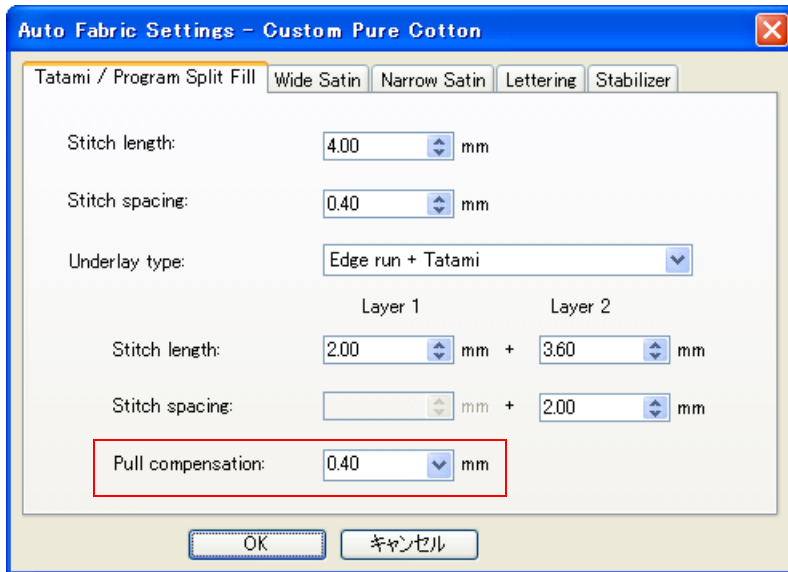 Auto Fabric Settings - Custom Pure Cotton
Tatami / Program Split Fill Wide Satin Narrow Satin Lettering Stabilizer
Stitch length: 4.00 mm
Stitch spacing: 0.40 mm
Underlay type: Edge run + Tatami
Layer 1 Layer 2
Stitch length: 2.00 mm + 3.60 mm
Stitch spacing: mm + 2.00 mm
Pull compensation: 0.40 mm
OK キャンセル